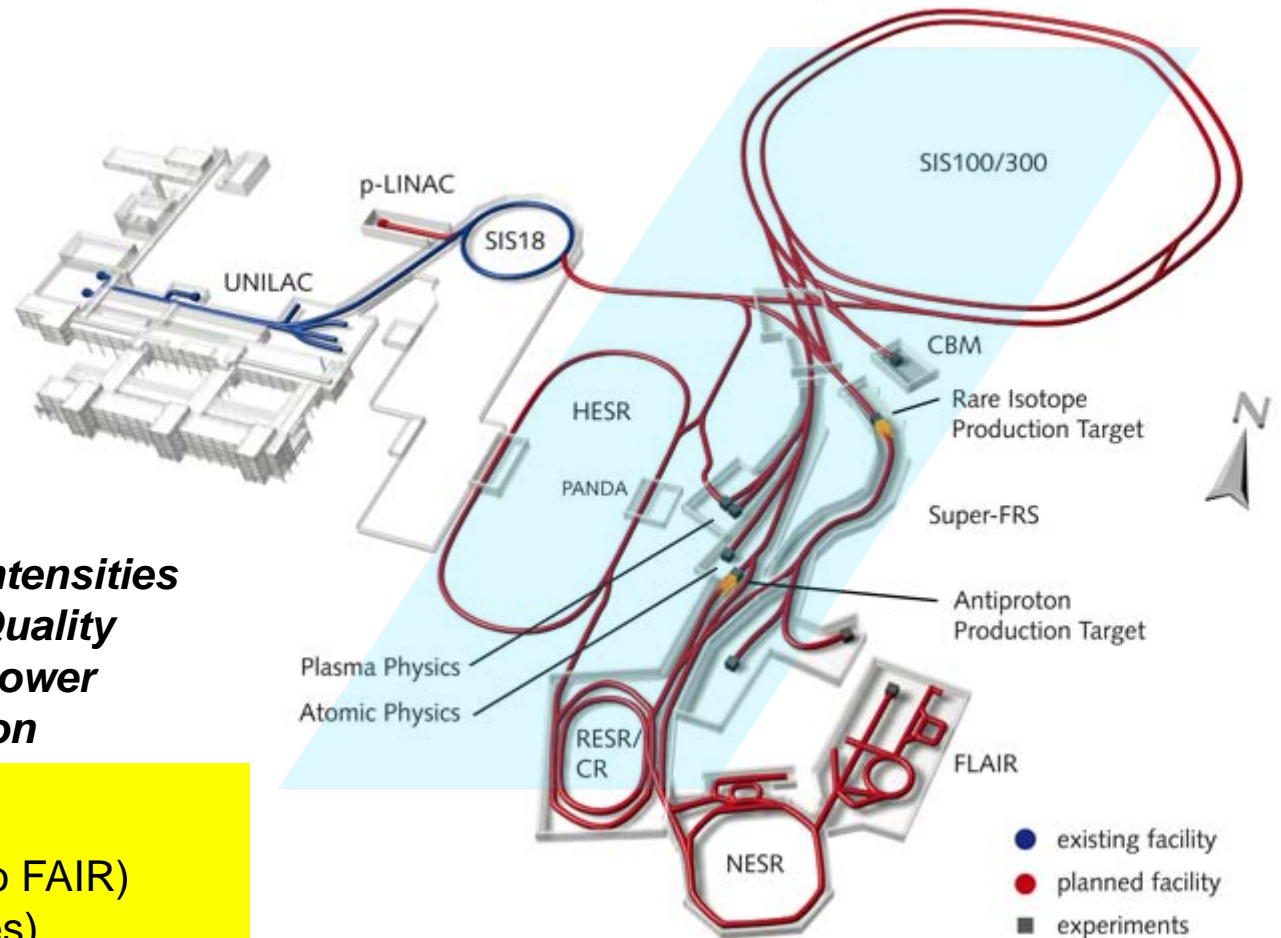 SIS100/300
p-LINAC
SIS18
UNILAC
CBM
Rare Isotope
Production Target
HESR
N
PANDA
Super-FRS
ntensities
Quality
ower
on
Antiproton
Production Target
Plasma Physics
Atomic Physics
RESR/
CR
FLAIR
NESR
o FAIR)
es)
existing facility
planned facility
experiments